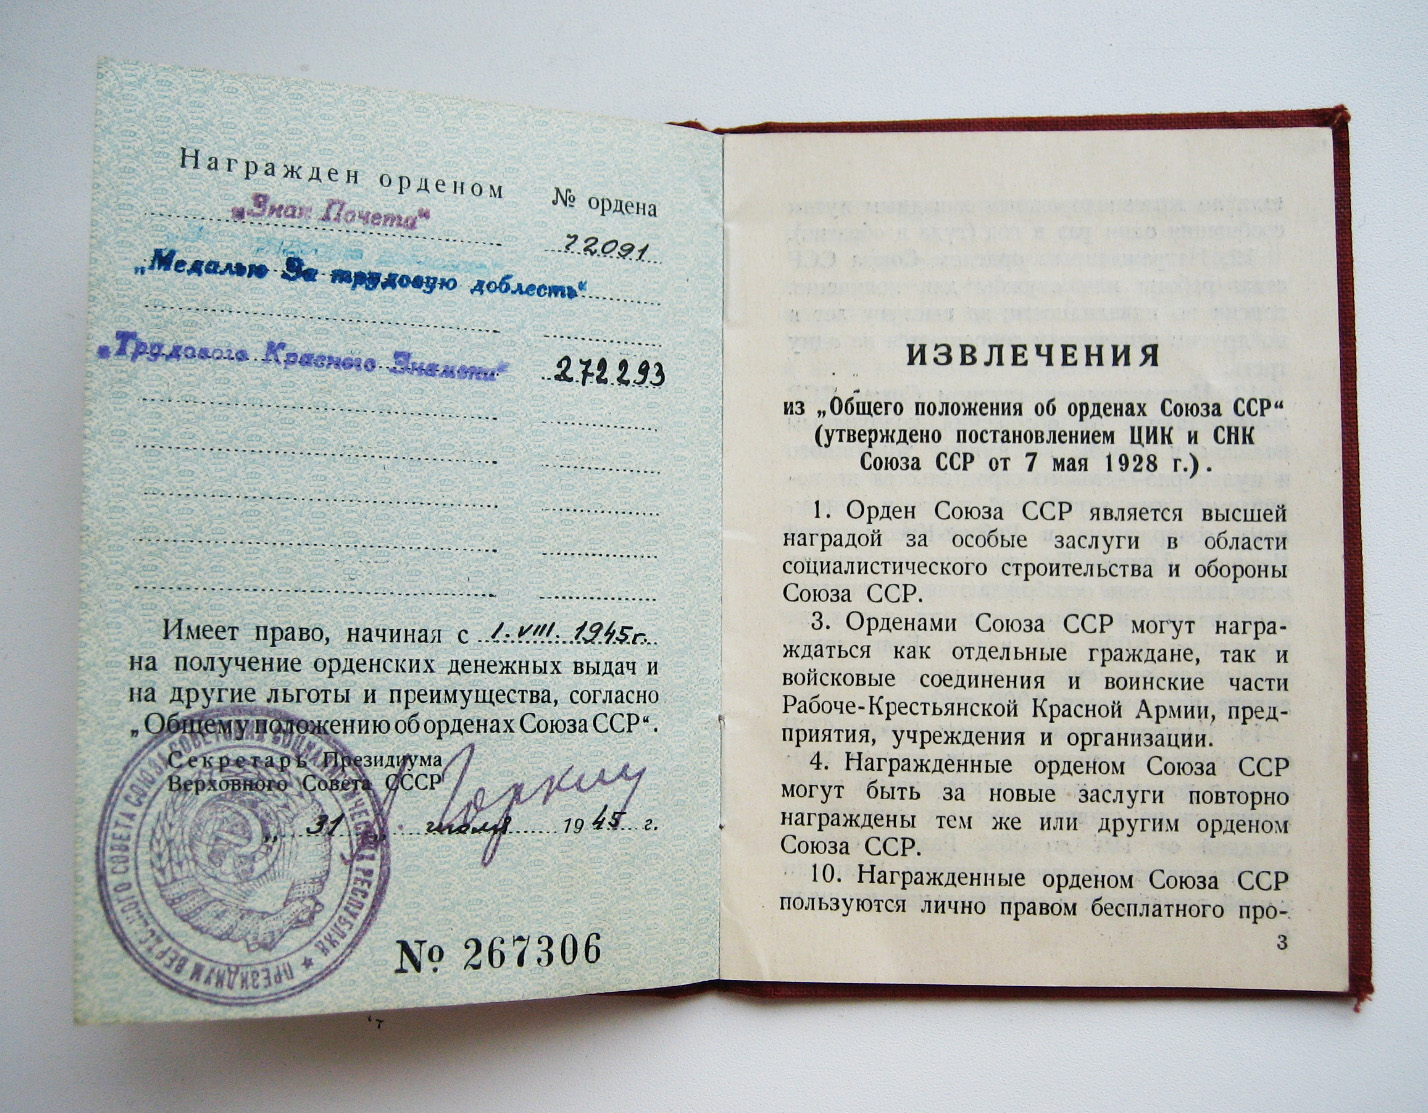 Награжден орденом № ордена
„Знак Почета“ 72091
„Медалью За трудовую доблесть“
„Трудового Красного Знамени“ 272293
Имеет право, начиная с 1. VIII. 1945г.
на получение орденских денежных выдач и
на другие льготы и преимущества, согласно
„Общему положению об орденах Союза ССР“.
Секретарь Президиума
Верховного Совета СССР Горкин
„ 31 „ июля 1945 г.
№ 267306
ИЗВЛЕЧЕНИЯ
из „Общего положения об орденах Союза ССР“
(утверждено постановлением ЦИК и СНК
Союза ССР от 7 мая 1928 г.).
1. Орден Союза ССР является высшей
наградой за особые заслуги в области
социалистического строительства и обороны
Союза ССР.
3. Орденами Союза ССР могут награ-
ждаться как отдельные граждане, так и
войсковые соединения и воинские части
Рабоче-Крестьянской Красной Армии, пред-
приятия, учреждения и организации.
4. Награжденные орденом Союза ССР
могут быть за новые заслуги повторно
награждены тем же или другим орденом
Союза ССР.
10. Награжденные орденом Союза ССР
пользуются лично правом бесплатного про-
3